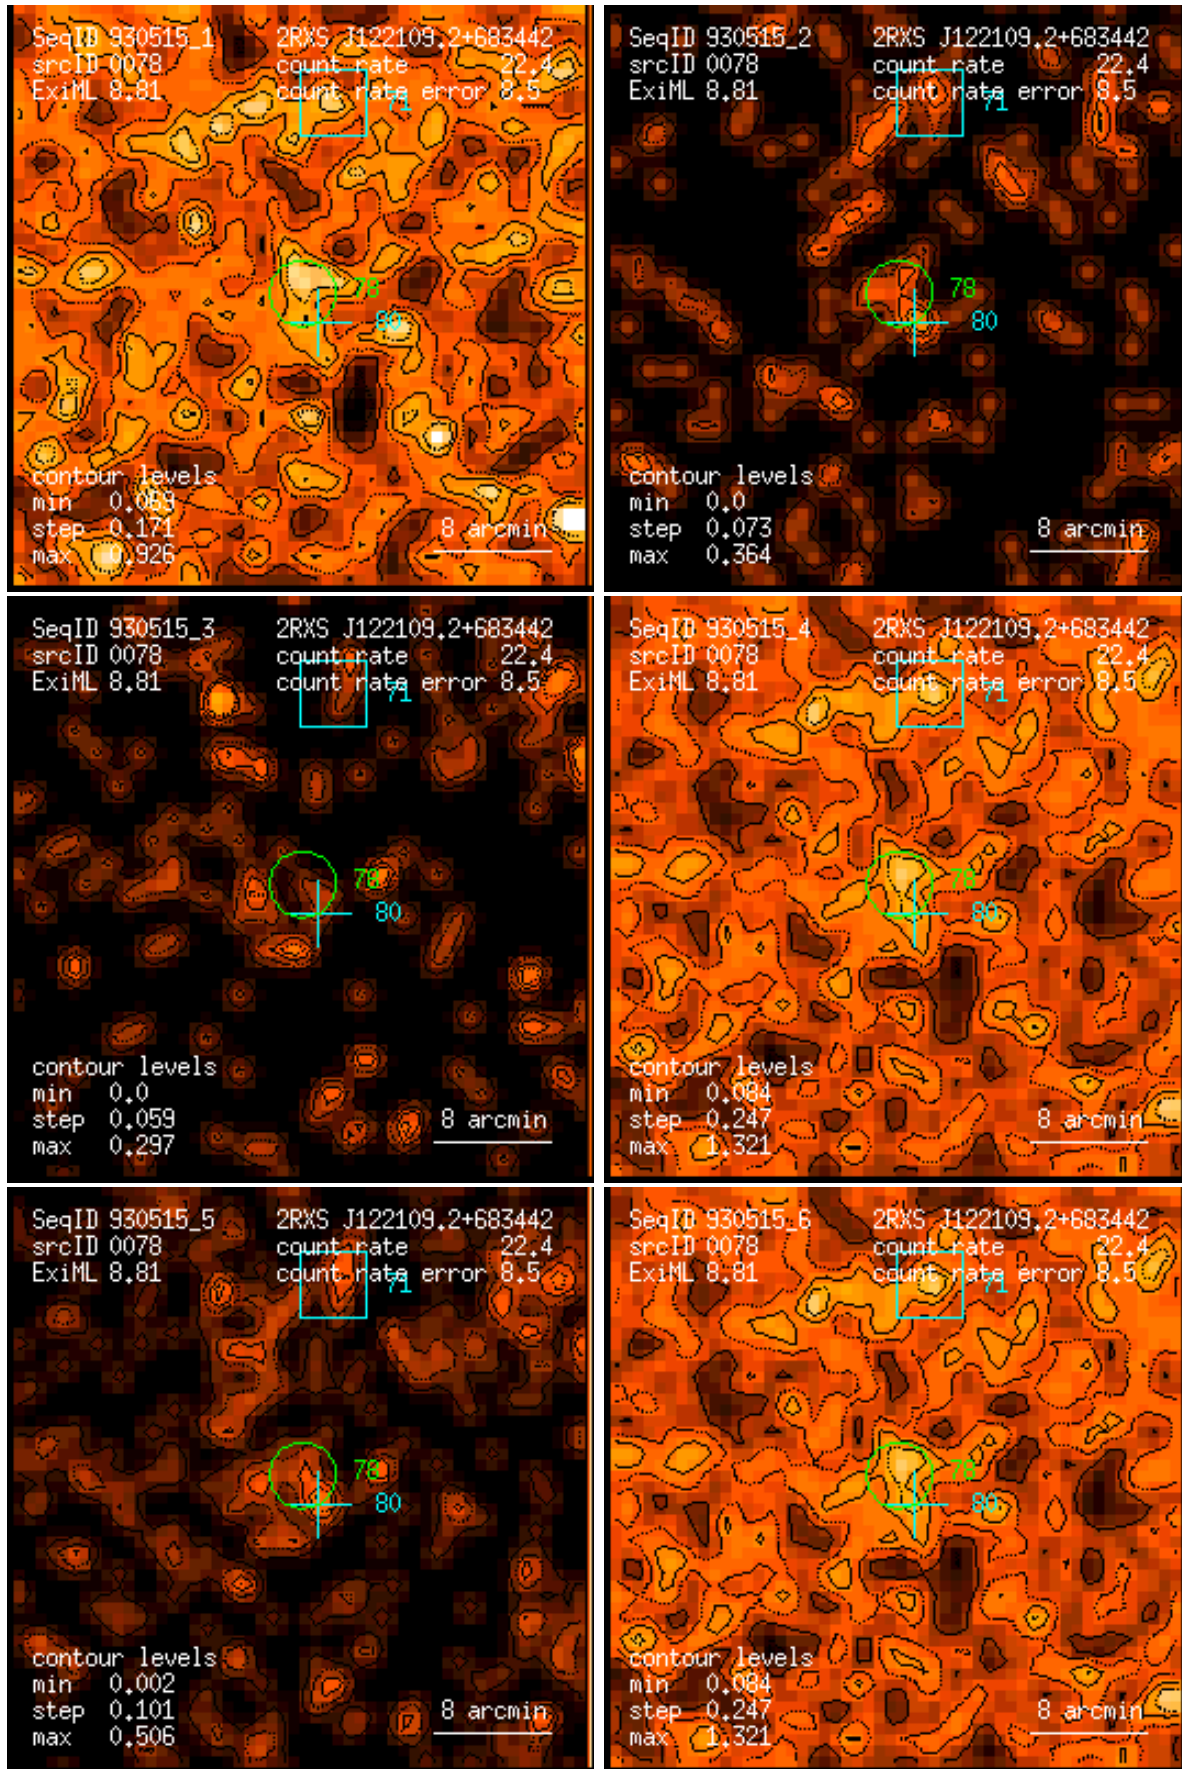 SeqID 930515_1 2RXS J122109.2+683442
srcID 0078 count rate 22.4
ExiML 8.81 count rate error 8.5
71
78
80
contour levels
min 0.069
step 0.171 8 arcmin
max 0.926
SeqID 930515_2 2RXS J122109.2+683442
srcID 0078 count rate 22.4
ExiML 8.81 count rate error 8.5
71
78
80
contour levels
min 0.0
step 0.073 8 arcmin
max 0.364
SeqID 930515_3 2RXS J122109.2+683442
srcID 0078 count rate 22.4
ExiML 8.81 count rate error 8.5
71
78
80
contour levels
min 0.0
step 0.059 8 arcmin
max 0.297
SeqID 930515_4 2RXS J122109.2+683442
srcID 0078 count rate 22.4
ExiML 8.81 count rate error 8.5
71
78
80
contour levels
min 0.084
step 0.247 8 arcmin
max 1.321
SeqID 930515_5 2RXS J122109.2+683442
srcID 0078 count rate 22.4
ExiML 8.81 count rate error 8.5
71
78
80
contour levels
min 0.002
step 0.101 8 arcmin
max 0.506
SeqID 930515_6 2RXS J122109.2+683442
srcID 0078 count rate 22.4
ExiML 8.81 count rate error 8.5
71
78
80
contour levels
min 0.084
step 0.247 8 arcmin
max 1.321